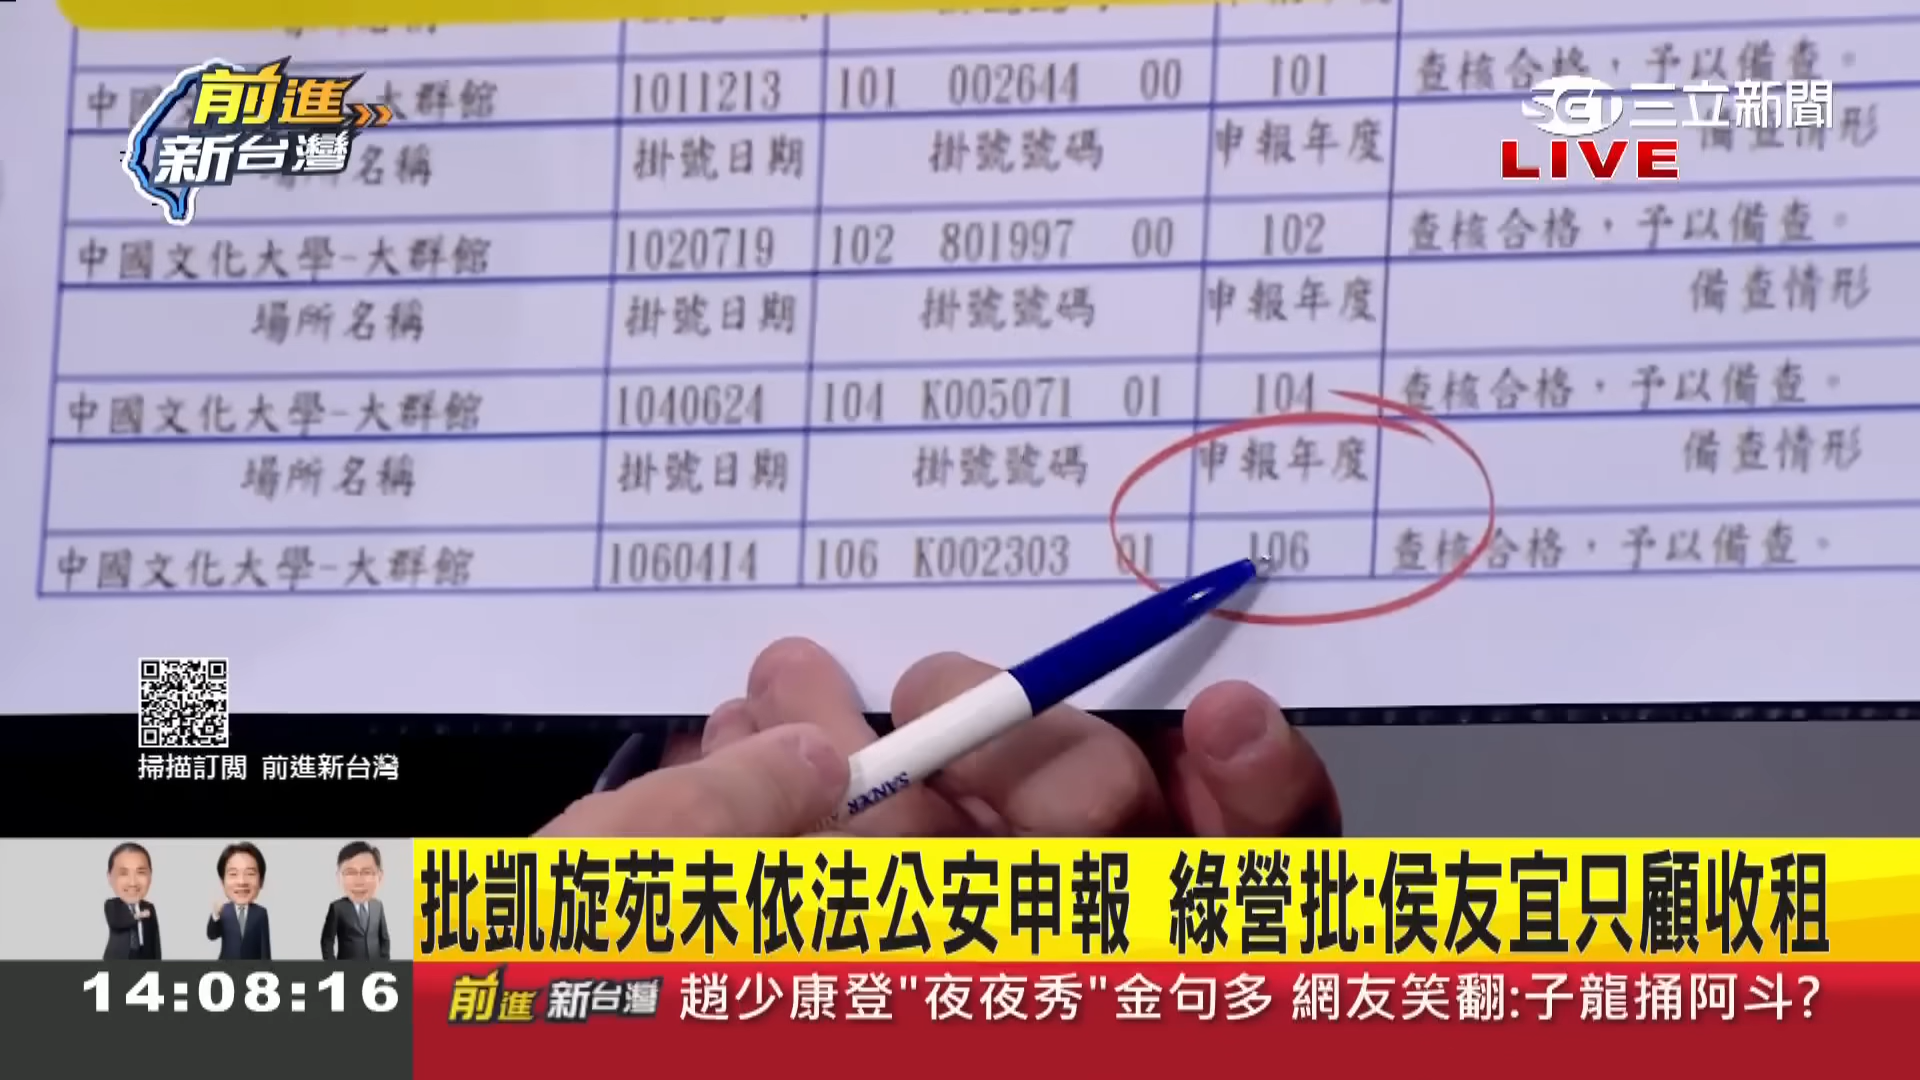 中國 大群館 1011213 101 002644 00 101 查核合格，予以備查。
前進
新台灣
SET三立新聞
LIVE
名稱 掛號日期 掛號號碼 申報年度 備查情形
中國文化大學-大群館 1020719 102 801997 00 102 查核合格，予以備查。
場所名稱 掛號日期 掛號號碼 申報年度 備查情形
中國文化大學-大群館 1040624 104 K005071 01 104 查核合格，予以備查。
場所名稱 掛號日期 掛號號碼 申報年度 備查情形
中國文化大學-大群館 1060414 106 K002303 01 106 查核合格，予以備查。
掃描訂閱 前進新台灣
批凱旋苑未依法公安申報 綠營批:侯友宜只顧收租
14:08:16
前進新台灣 趙少康登"夜夜秀"金句多 網友笑翻:子龍捅阿斗?